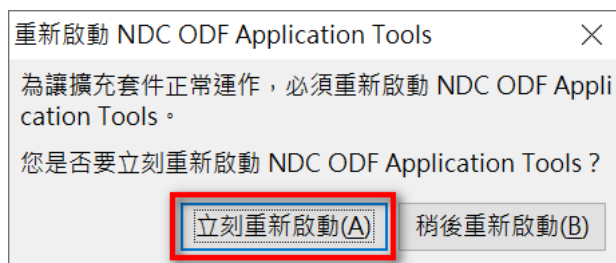 重新啟動 NDC ODF Application Tools
為讓擴充套件正常運作，必須重新啟動 NDC ODF Appli
cation Tools。
您是否要立刻重新啟動 NDC ODF Application Tools？
立刻重新啟動(A) 稍後重新啟動(B)